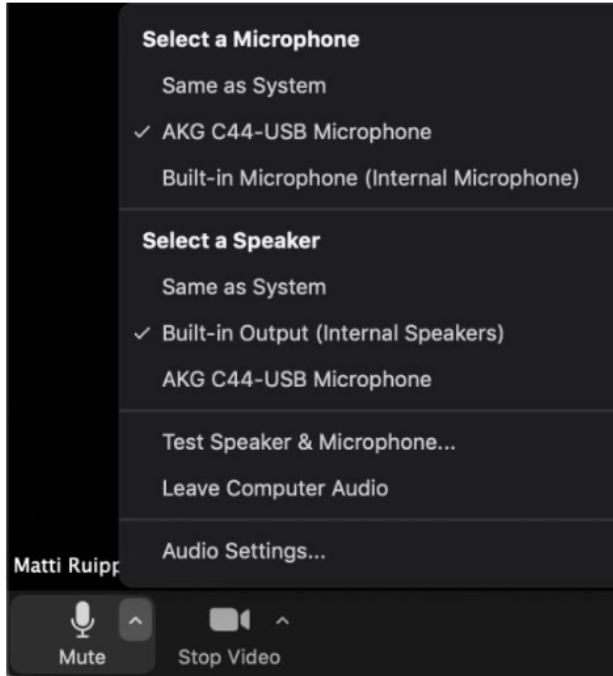 Select a Microphone
Same as System
✓ AKG C44-USB Microphone
Built-in Microphone (Internal Microphone)
Select a Speaker
Same as System
✓ Built-in Output (Internal Speakers)
AKG C44-USB Microphone
Test Speaker & Microphone...
Leave Computer Audio
Audio Settings...
Matti Ruipp
Mute
Stop Video